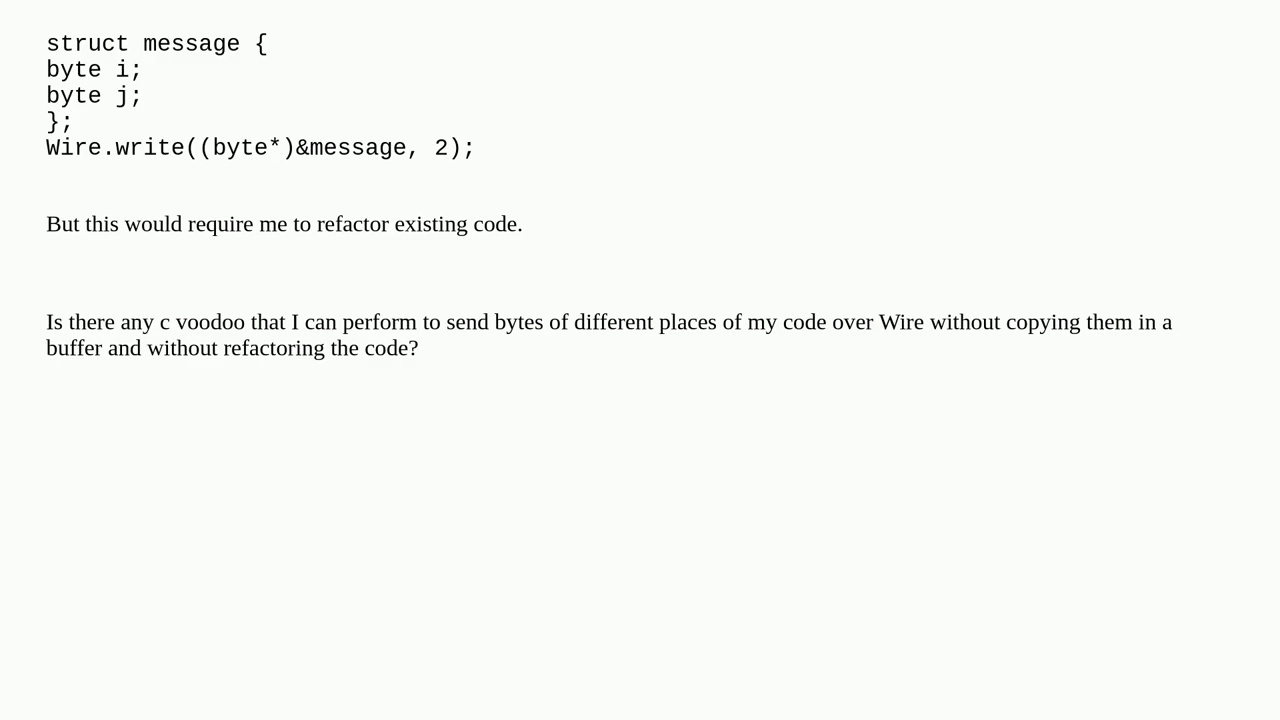 struct message {
byte i;
byte j;
};
Wire.write((byte*)&message, 2);
But this would require me to refactor existing code.
Is there any c voodoo that I can perform to send bytes of different places of my code over Wire without copying them in a
buffer and without refactoring the code?